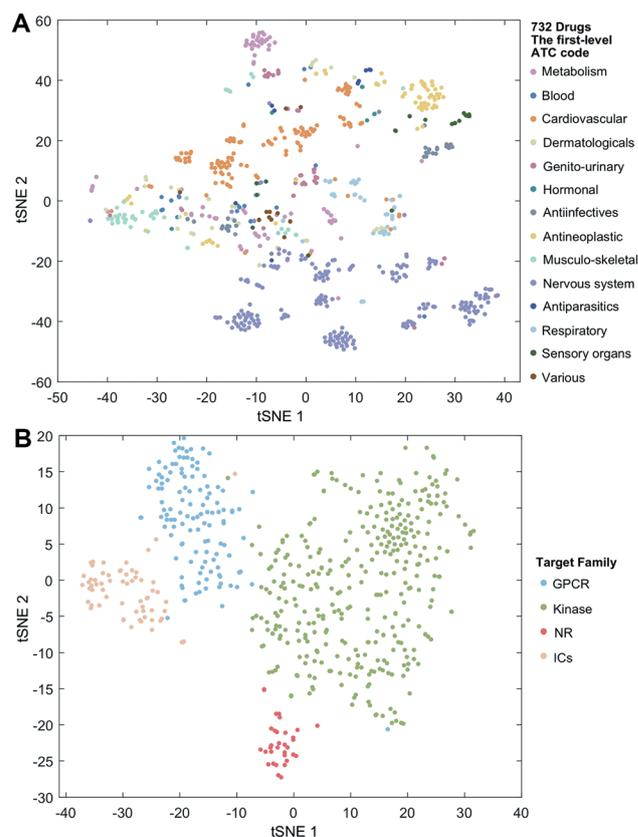 A
60
40
20
0
-20
-40
-60
tSNE 2
-50 -40 -30 -20 -10 0 10 20 30 40
tSNE 1
732 Drugs
The first-level
ATC code
Metabolism
Blood
Cardiovascular
Dermatologicals
Genito-urinary
Hormonal
Antiinfectives
Antineoplastic
Musculo-skeletal
Nervous system
Antiparasitics
Respiratory
Sensory organs
Various
B
20
15
10
5
0
-5
-10
-15
-20
-25
-30
tSNE 2
-40 -30 -20 -10 0 10 20 30 40
tSNE 1
Target Family
GPCR
Kinase
NR
ICs